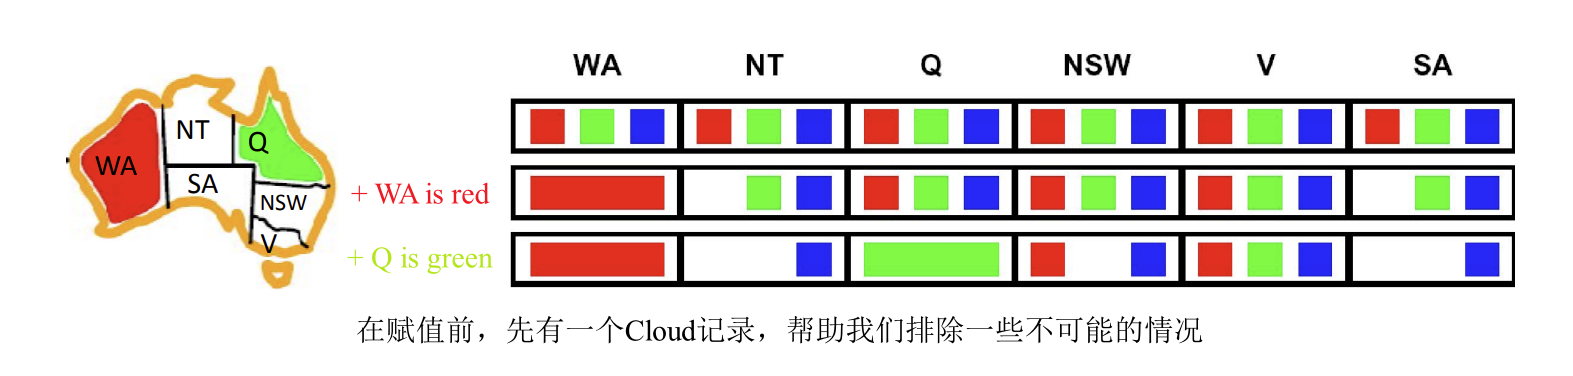 WA NT Q NSW V SA
NT
Q
WA
SA
NSW
V
+ WA is red
+ Q is green
在赋值前，先有一个Cloud记录，帮助我们排除一些不可能的情况